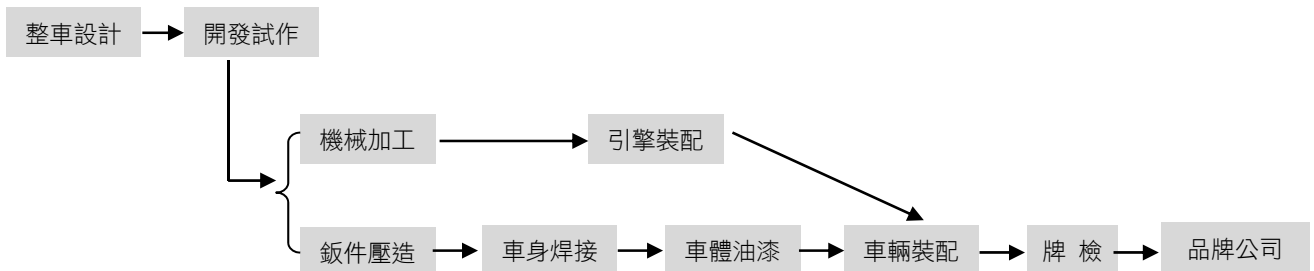 整車設計
開發試作
機械加工
引擎裝配
鈑件壓造
車身焊接
車體油漆
車輛裝配
牌 檢
品牌公司